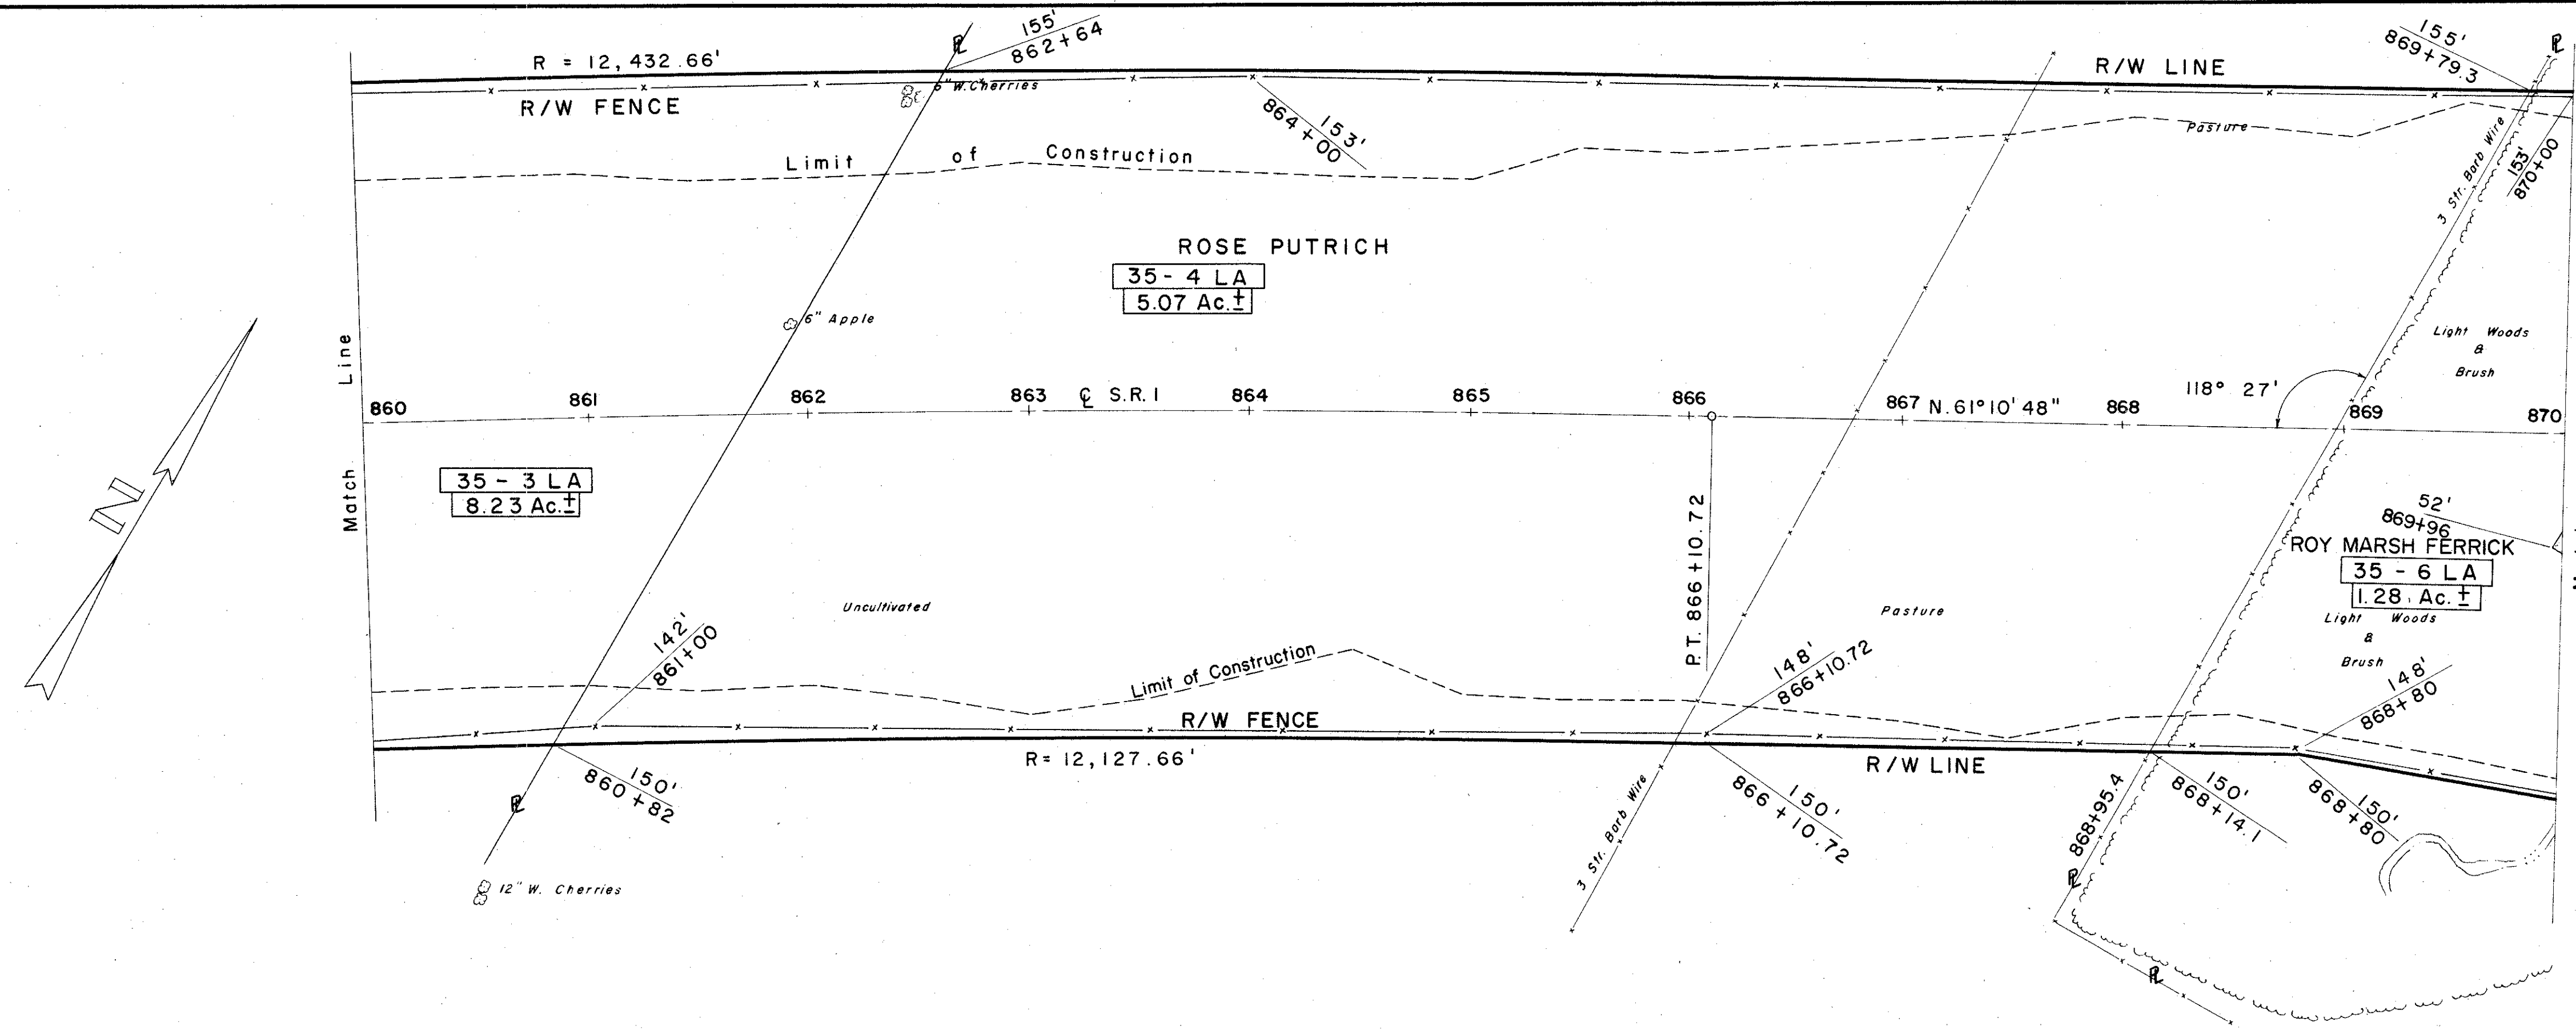 155'
862+64
155'
869+79.3
R = 12,432.66'
R/W LINE
R/W FENCE
6" W. Cherries
153'
864+00
Pasture
3 Str. Barb Wire
153'
870+00
Limit of Construction
ROSE PUTRICH
35-4 LA
5.07 Ac.±
6" Apple
Light Woods
&
Brush
Match Line
N
860 861 862 863 ℄ S.R. 1 864 865 866 867 N.61°10'48" 868 869 870
118° 27'
35-3 LA
8.23 Ac.±
52'
869+96
ROY MARSH FERRICK
35-6 LA
1.28 Ac.±
P.T. 866+10.72
Uncultivated
Pasture
Light Woods
&
Brush
142'
861+00
Limit of Construction
148'
866+10.72
148'
868+80
R/W FENCE
R= 12,127.66'
R/W LINE
150'
860+82
3 Str. Barb Wire
150'
866+10.72
868+95.4
150'
868+14.1
150'
868+80
12" W. Cherries